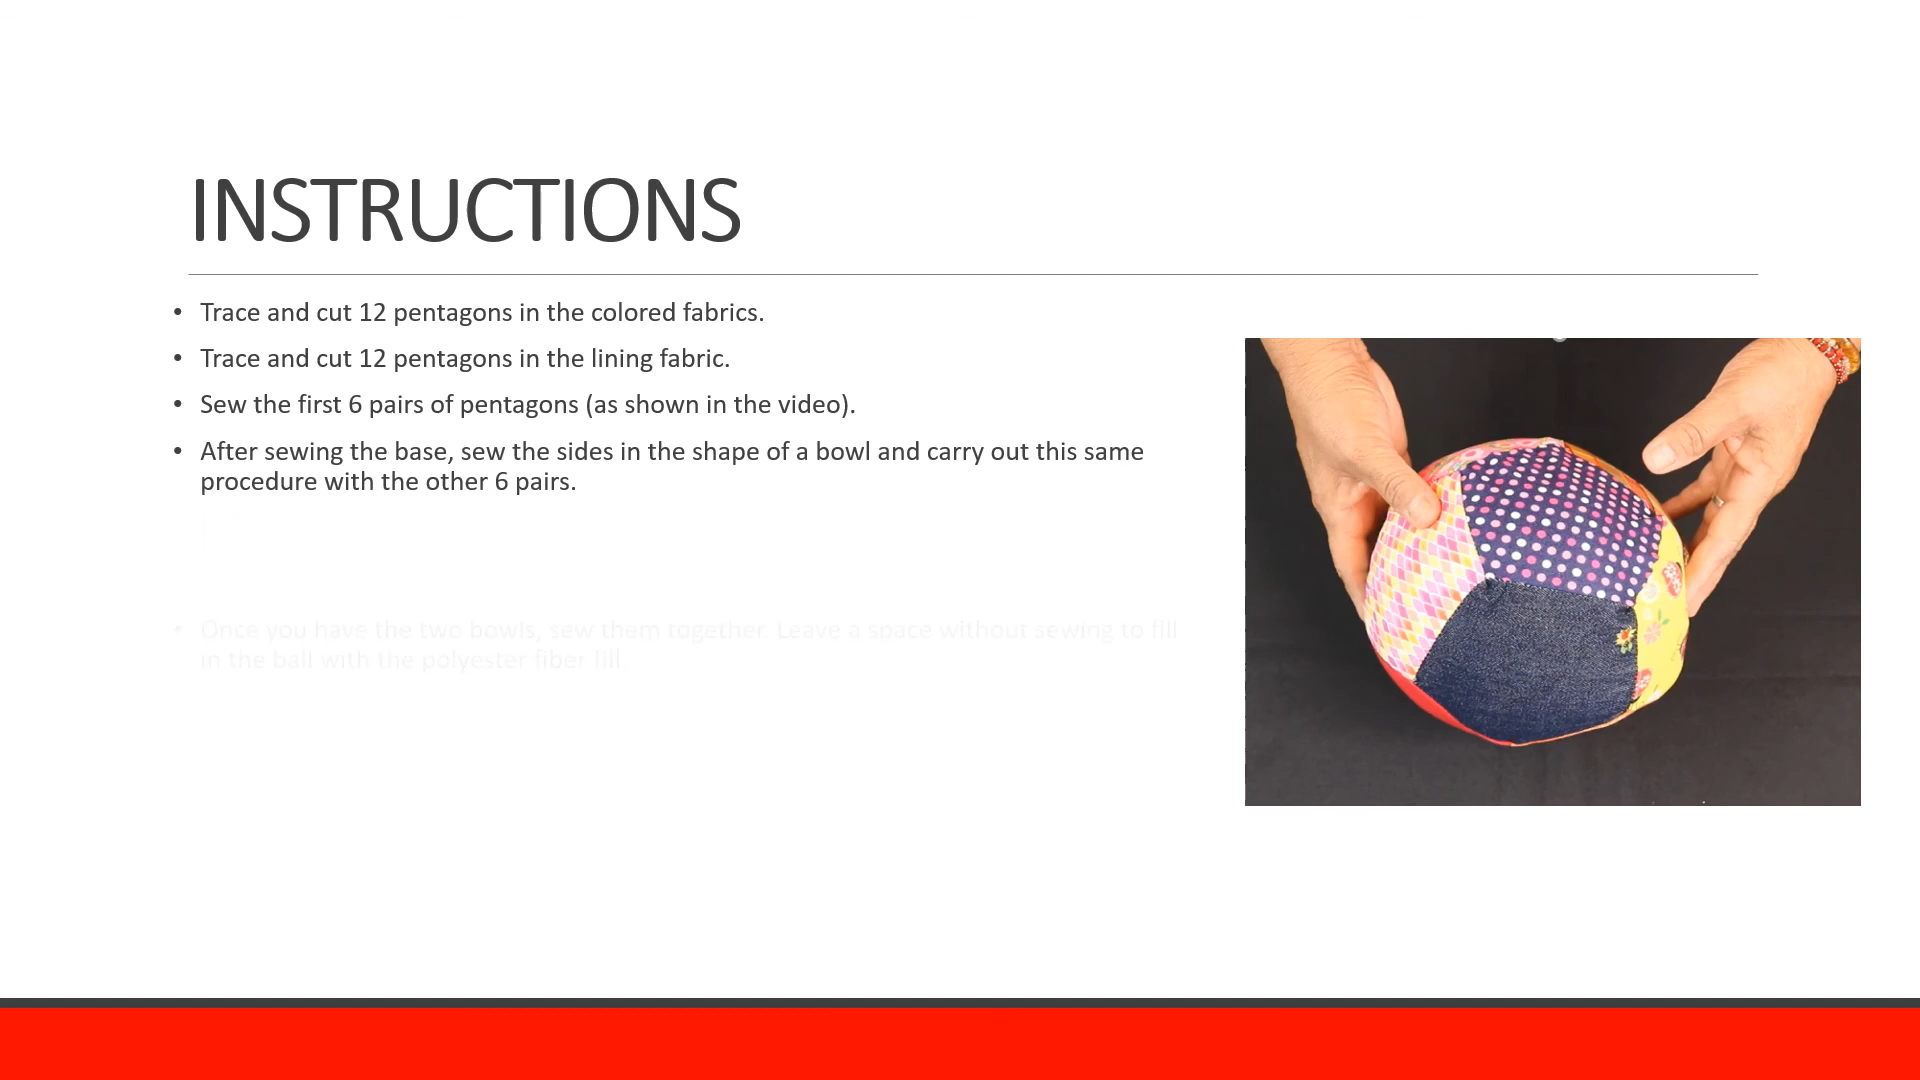 INSTRUCTIONS
• Trace and cut 12 pentagons in the colored fabrics.
• Trace and cut 12 pentagons in the lining fabric.
• Sew the first 6 pairs of pentagons (as shown in the video).
• After sewing the base, sew the sides in the shape of a bowl and carry out this same
procedure with the other 6 pairs.
• Once you have the two bowls, sew them together. Leave a space without sewing to fill
in the ball with the polyester fiber fill.